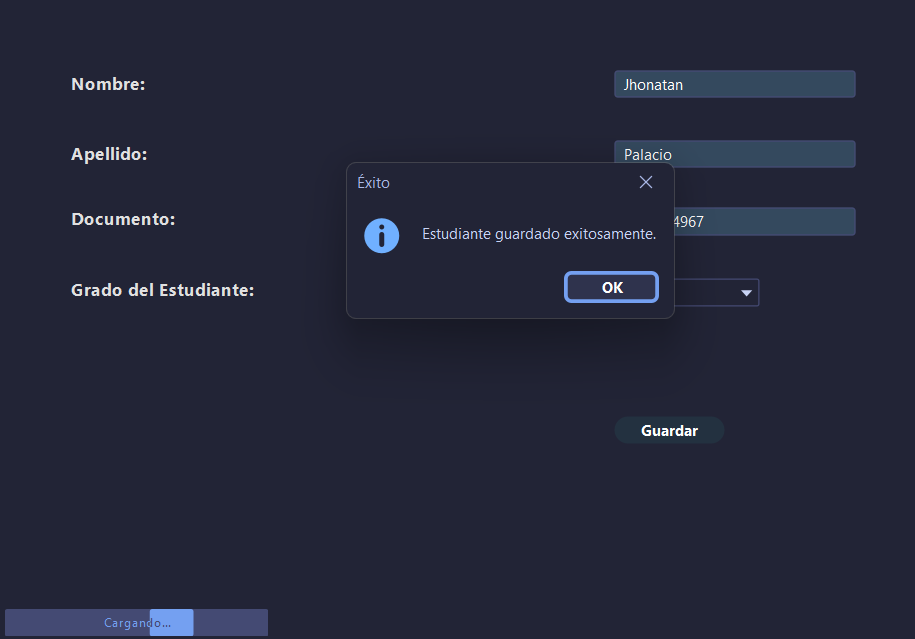 Nombre:
Jhonatan
Apellido:
Palacio
Éxito
Documento:
4967
Estudiante guardado exitosamente.
Grado del Estudiante:
OK
Guardar
Cargando...